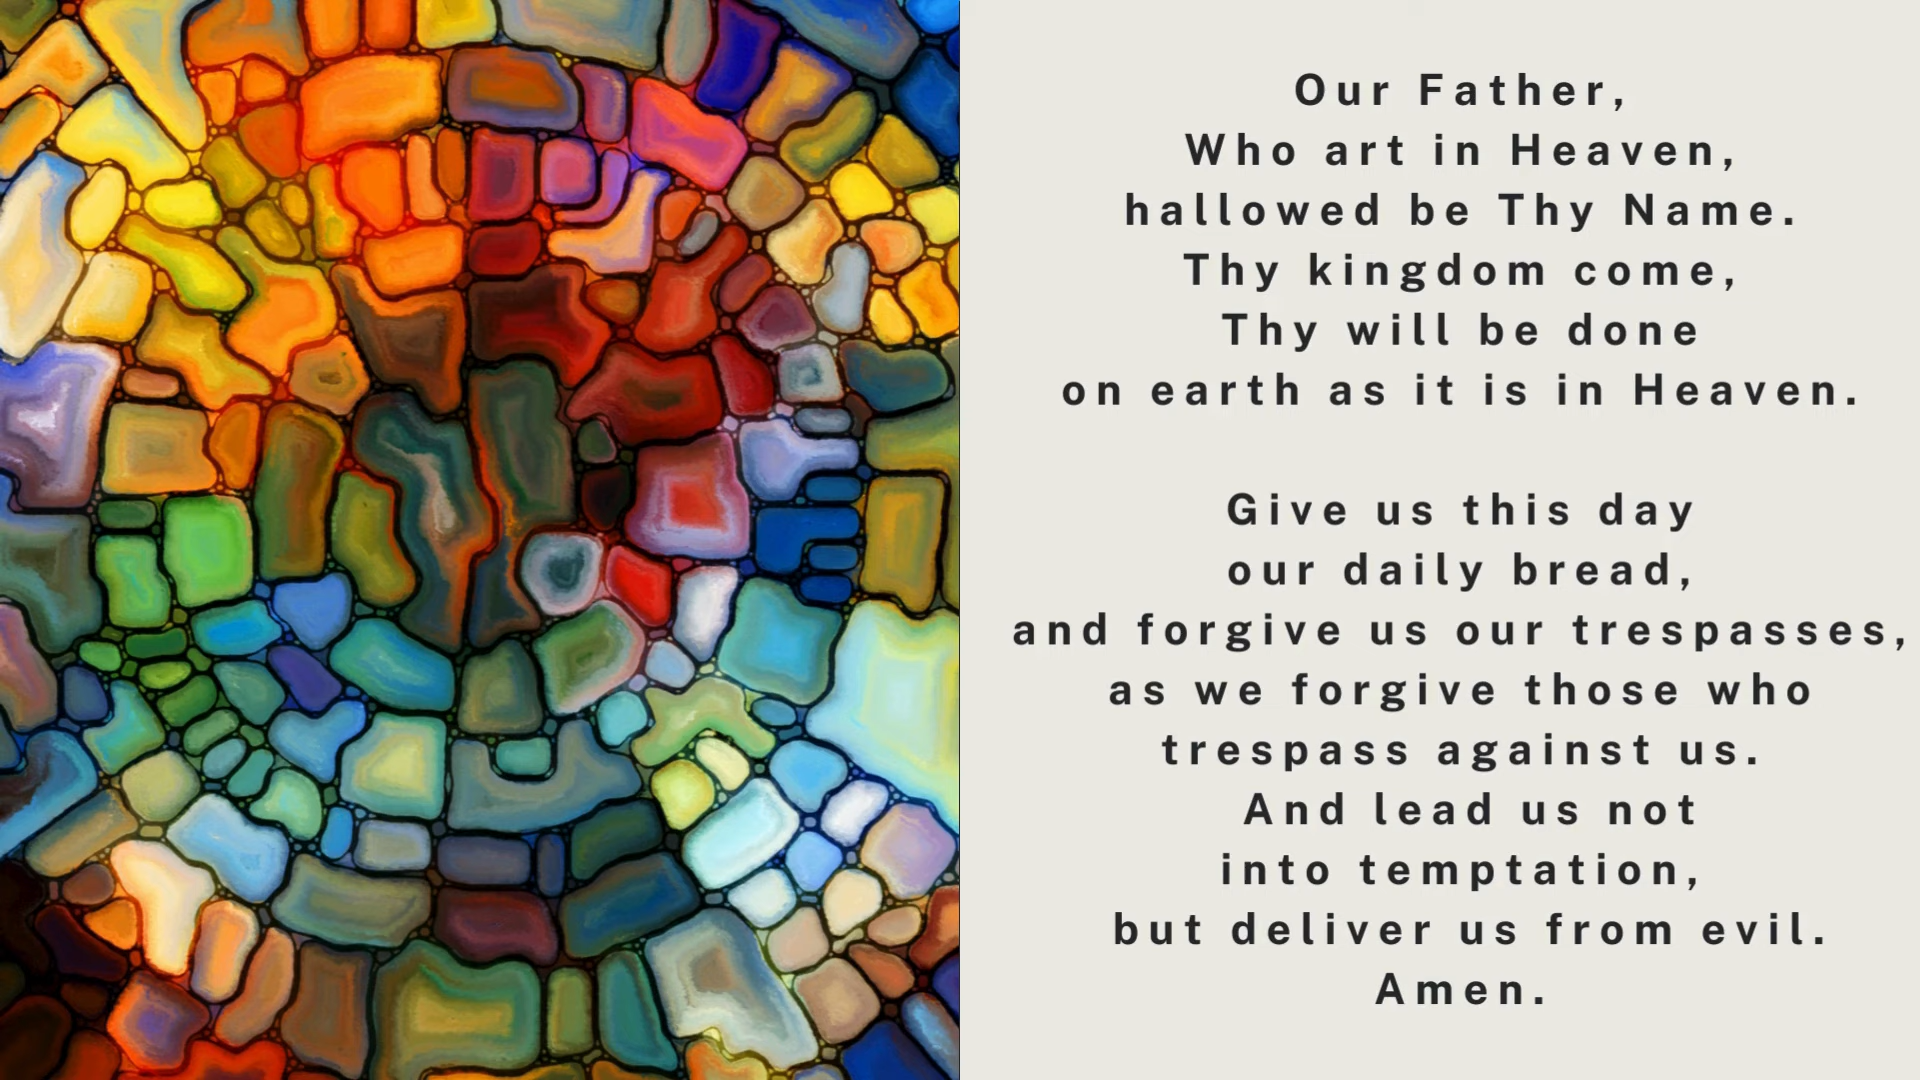 Our Father,
Who art in Heaven,
hallowed be Thy Name.
Thy kingdom come,
Thy will be done
on earth as it is in Heaven.
Give us this day
our daily bread,
and forgive us our trespasses,
as we forgive those who
trespass against us.
And lead us not
into temptation,
but deliver us from evil.
Amen.